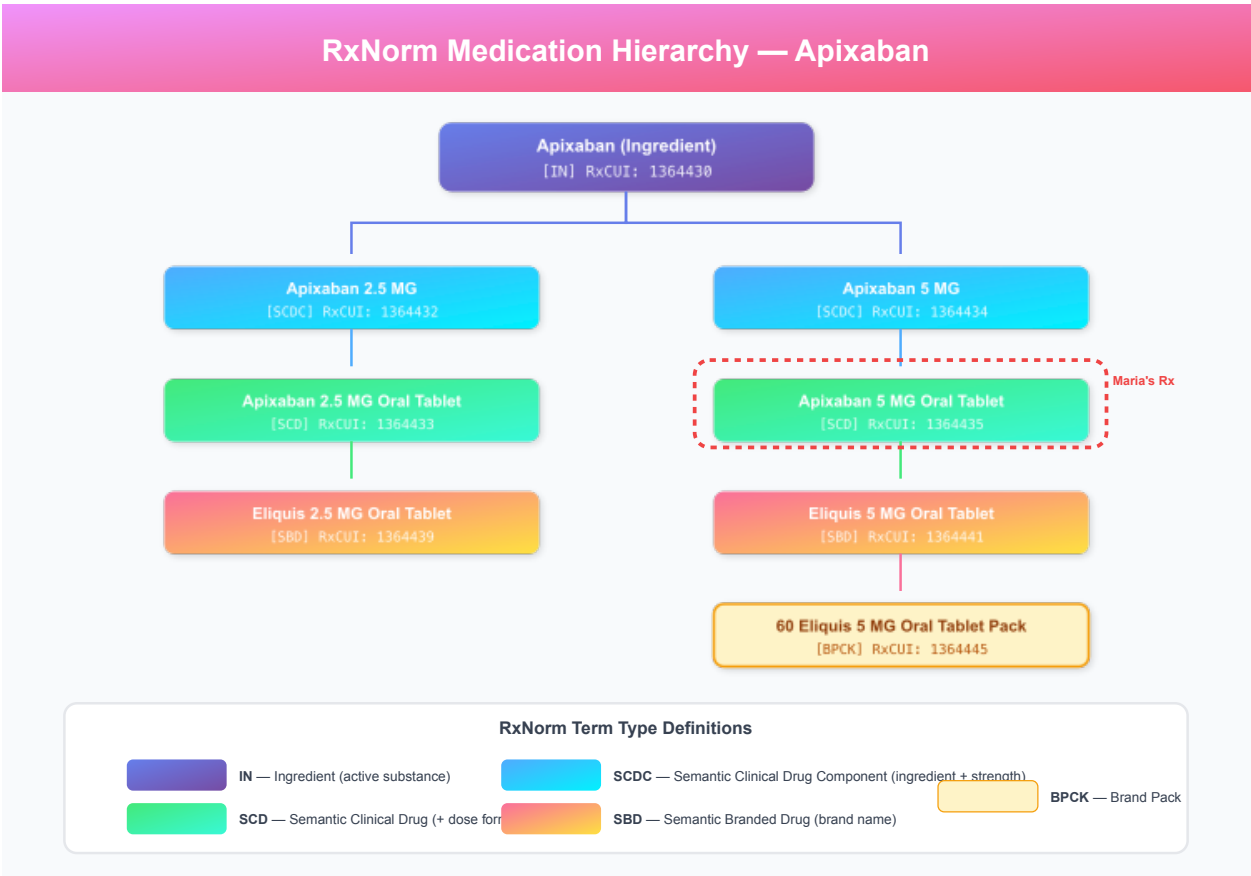 RxNorm Medication Hierarchy — Apixaban
Apixaban (Ingredient)
[IN] RxCUI: 1364430
Apixaban 2.5 MG
[SCDC] RxCUI: 1364432
Apixaban 5 MG
[SCDC] RxCUI: 1364434
Maria's Rx
Apixaban 2.5 MG Oral Tablet
[SCD] RxCUI: 1364433
Apixaban 5 MG Oral Tablet
[SCD] RxCUI: 1364435
Eliquis 2.5 MG Oral Tablet
[SBD] RxCUI: 1364439
Eliquis 5 MG Oral Tablet
[SBD] RxCUI: 1364441
60 Eliquis 5 MG Oral Tablet Pack
[BPCK] RxCUI: 1364445
RxNorm Term Type Definitions
IN — Ingredient (active substance)
SCDC — Semantic Clinical Drug Component (ingredient + strength)
BPCK — Brand Pack
SCD — Semantic Clinical Drug (+ dose for
SBD — Semantic Branded Drug (brand name)